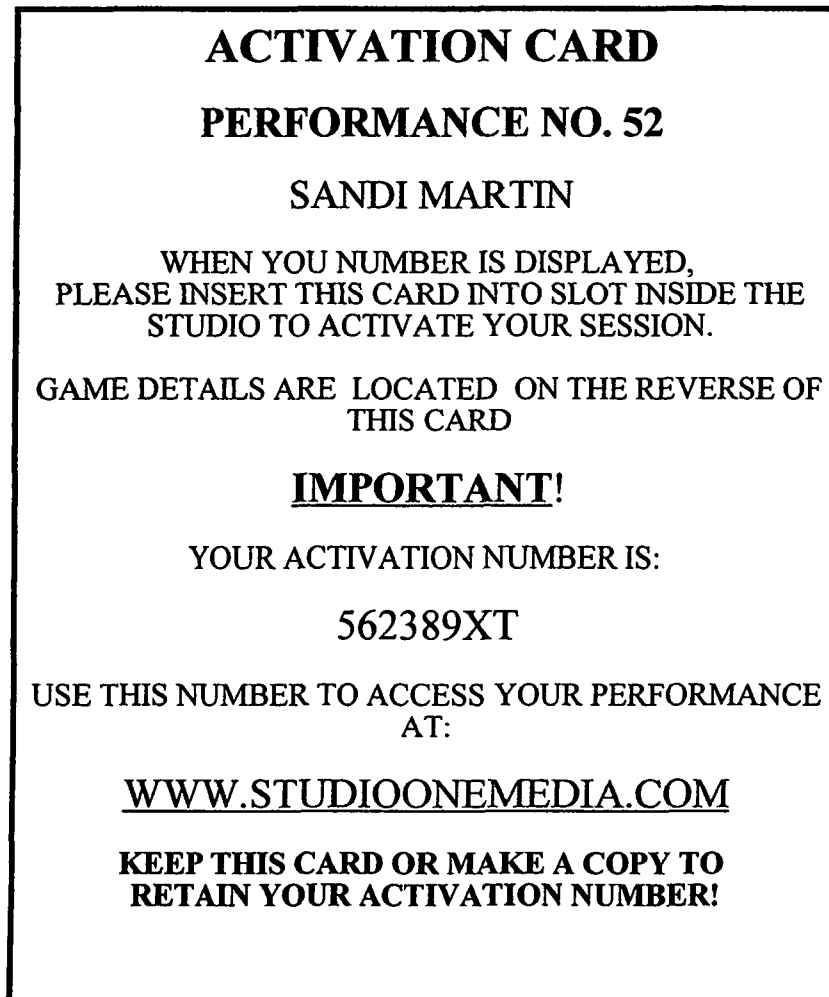 ACTIVATION CARD
PERFORMANCE NO. 52
SANDI MARTIN
WHEN YOU NUMBER IS DISPLAYED,
PLEASE INSERT THIS CARD INTO SLOT INSIDE THE
STUDIO TO ACTIVATE YOUR SESSION.
GAME DETAILS ARE LOCATED ON THE REVERSE OF
THIS CARD
IMPORTANT!
YOUR ACTIVATION NUMBER IS:
562389XT
USE THIS NUMBER TO ACCESS YOUR PERFORMANCE
AT:
WWW.STUDIOONEMEDIA.COM
KEEP THIS CARD OR MAKE A COPY TO
RETAIN YOUR ACTIVATION NUMBER!